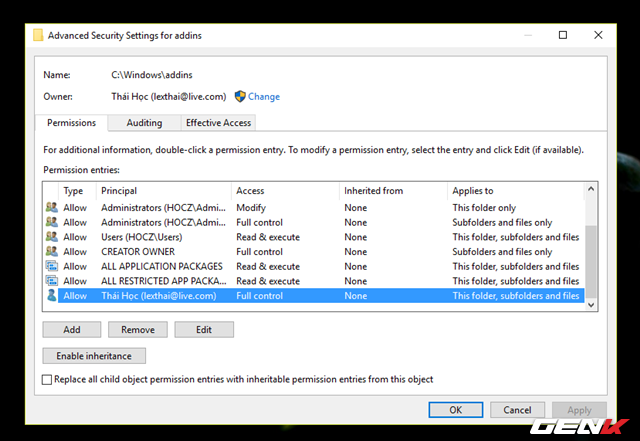 Advanced Security Settings for addins
Name: C:\Windows\addins
Owner: Thái Học (lexthai@live.com) Change
Permissions Auditing Effective Access
For additional information, double-click a permission entry. To modify a permission entry, select the entry and click Edit (if available).
Permission entries:
Type Principal Access Inherited from Applies to
Allow Administrators (HOCZ\Admi... Modify None This folder only
Allow Administrators (HOCZ\Admi... Full control None Subfolders and files only
Allow Users (HOCZ\Users) Read & execute None This folder, subfolders and files
Allow CREATOR OWNER Full control None Subfolders and files only
Allow ALL APPLICATION PACKAGES Read & execute None This folder, subfolders and files
Allow ALL RESTRICTED APP PACKA... Read & execute None This folder, subfolders and files
Allow Thái Học (lexthai@live.com) Full control None This folder, subfolders and files
Add Remove Edit
Enable inheritance
Replace all child object permission entries with inheritable permission entries from this object
OK Cancel Apply
GENK